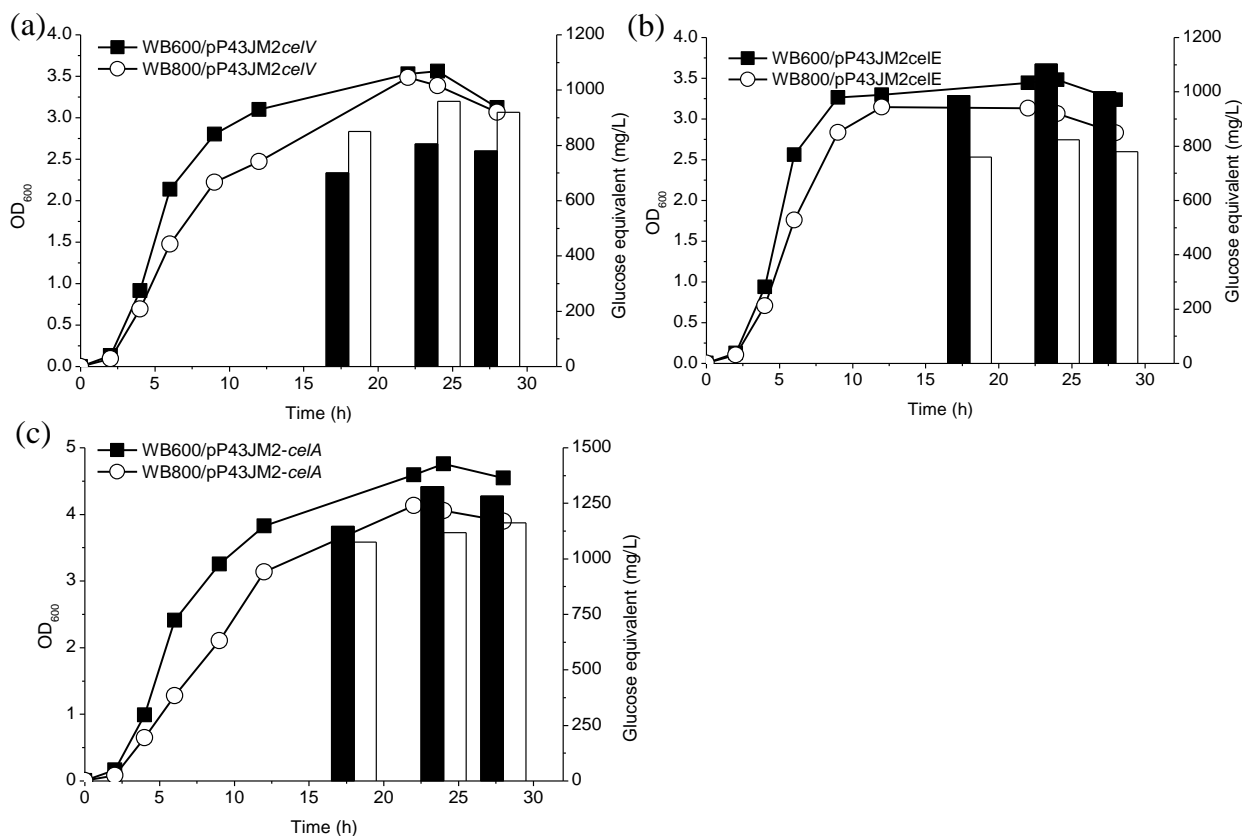 (a)
WB600/pP43JM2celV
WB800/pP43JM2celV
4.0
3.5
3.0
2.5
2.0
1.5
1.0
0.5
0.0
OD600
1200
1000
800
600
400
200
0
Glucose equivalent (mg/L)
0 5 10 15 20 25 30
Time (h)
(b)
WB600/pP43JM2celE
WB800/pP43JM2celE
4.0
3.5
3.0
2.5
2.0
1.5
1.0
0.5
0.0
OD600
1200
1000
800
600
400
200
0
Glucose equivalent (mg/L)
0 5 10 15 20 25 30
Time (h)
(c)
WB600/pP43JM2-celA
WB800/pP43JM2-celA
5
4
3
2
1
0
OD600
1500
1250
1000
750
500
250
0
Glucose equivalent (mg/L)
0 5 10 15 20 25 30
Time (h)